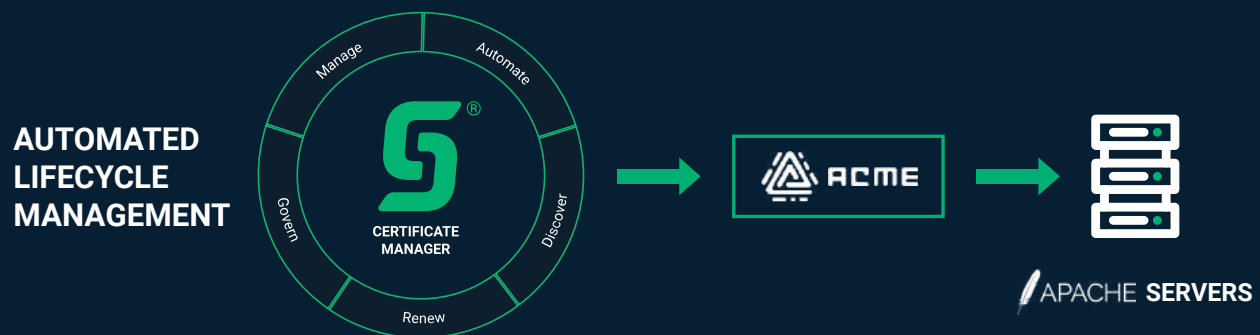 AUTOMATED
LIFECYCLE
MANAGEMENT
Manage
Automate
Discover
Renew
Govern
®
CERTIFICATE
MANAGER
ACME
APACHE SERVERS